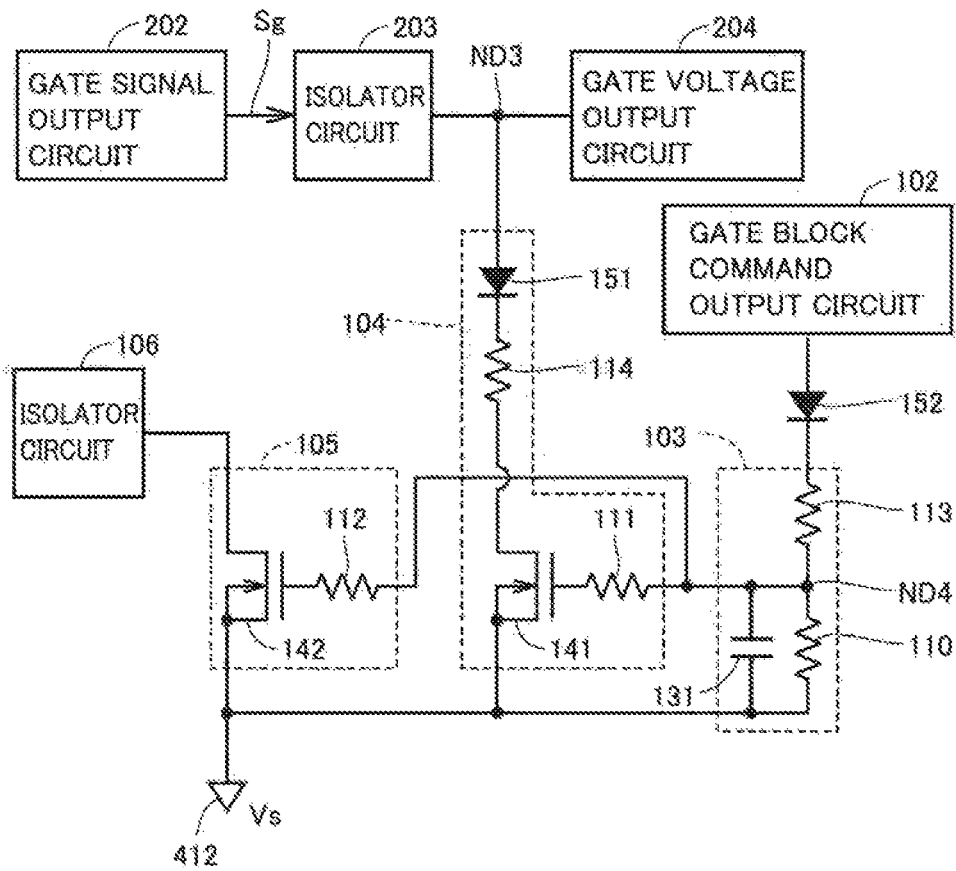 202
Sg
203
204
ND3
GATE SIGNAL
OUTPUT
CIRCUIT
ISOLATOR
CIRCUIT
GATE VOLTAGE
OUTPUT
CIRCUIT
102
GATE BLOCK
COMMAND
OUTPUT CIRCUIT
151
104
106
114
152
ISOLATOR
CIRCUIT
105
103
112
111
113
ND4
142
141
131
110
Vs
412